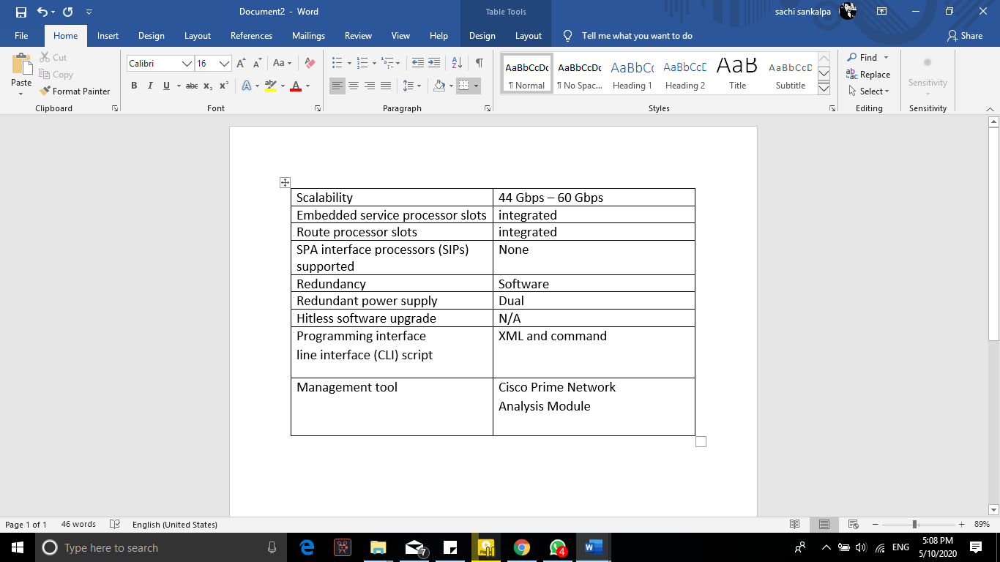 Document2 - Word
Table Tools
sachi sankalpa
File Home Insert Design Layout References Mailings Review View Help Design Layout Tell me what you want to do Share
Paste
Cut
Copy
Format Painter
Clipboard
Calibri 16
Font
Paragraph
AaBbCcDc AaBbCcDc AaBbCc AaBbCcD AaB AaBbCcD
¶ Normal ¶ No Spac... Heading 1 Heading 2 Title Subtitle
Styles
Find
Replace
Select
Editing
Sensitivity
Sensitivity
Scalability 44 Gbps – 60 Gbps
Embedded service processor slots integrated
Route processor slots integrated
SPA interface processors (SIPs) None
supported
Redundancy Software
Redundant power supply Dual
Hitless software upgrade N/A
Programming interface XML and command
line interface (CLI) script
Management tool Cisco Prime Network
Analysis Module
Page 1 of 1 46 words English (United States) 89%
Type here to search
7
4
ENG
5:08 PM
5/10/2020